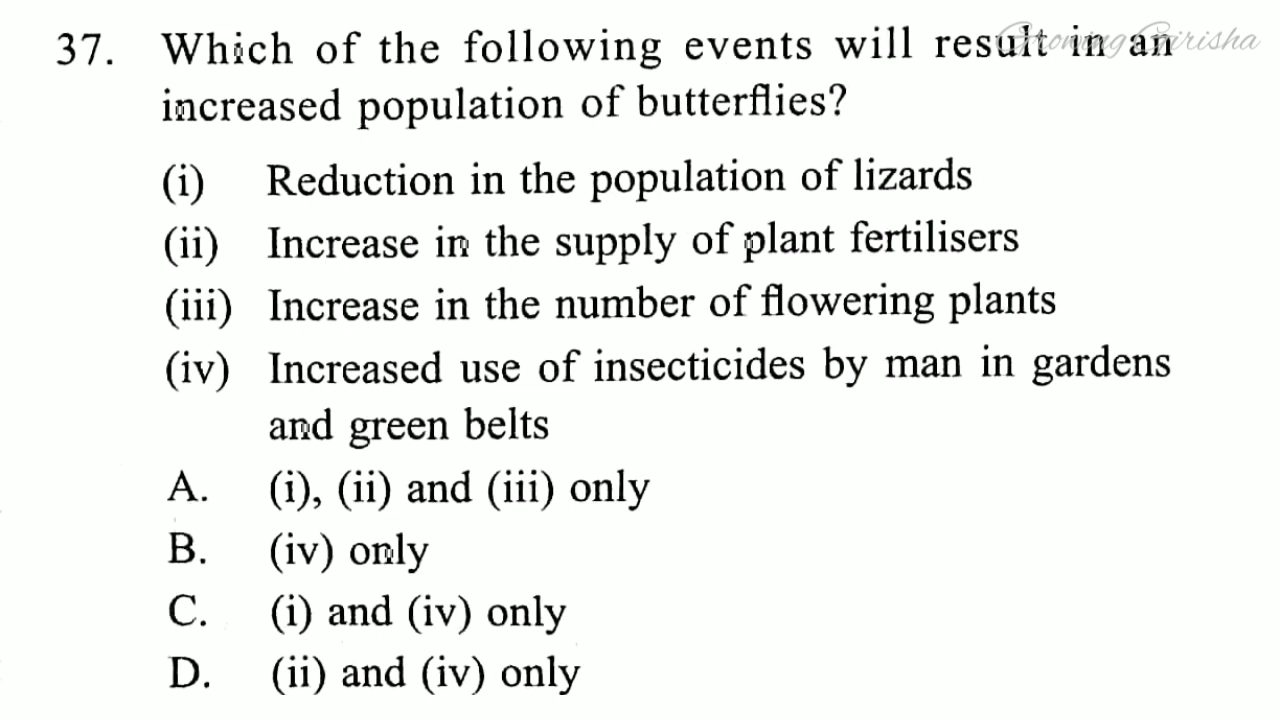 Growing Girisha
37. Which of the following events will result in an
increased population of butterflies?
(i) Reduction in the population of lizards
(ii) Increase in the supply of plant fertilisers
(iii) Increase in the number of flowering plants
(iv) Increased use of insecticides by man in gardens
and green belts
A. (i), (ii) and (iii) only
B. (iv) only
C. (i) and (iv) only
D. (ii) and (iv) only